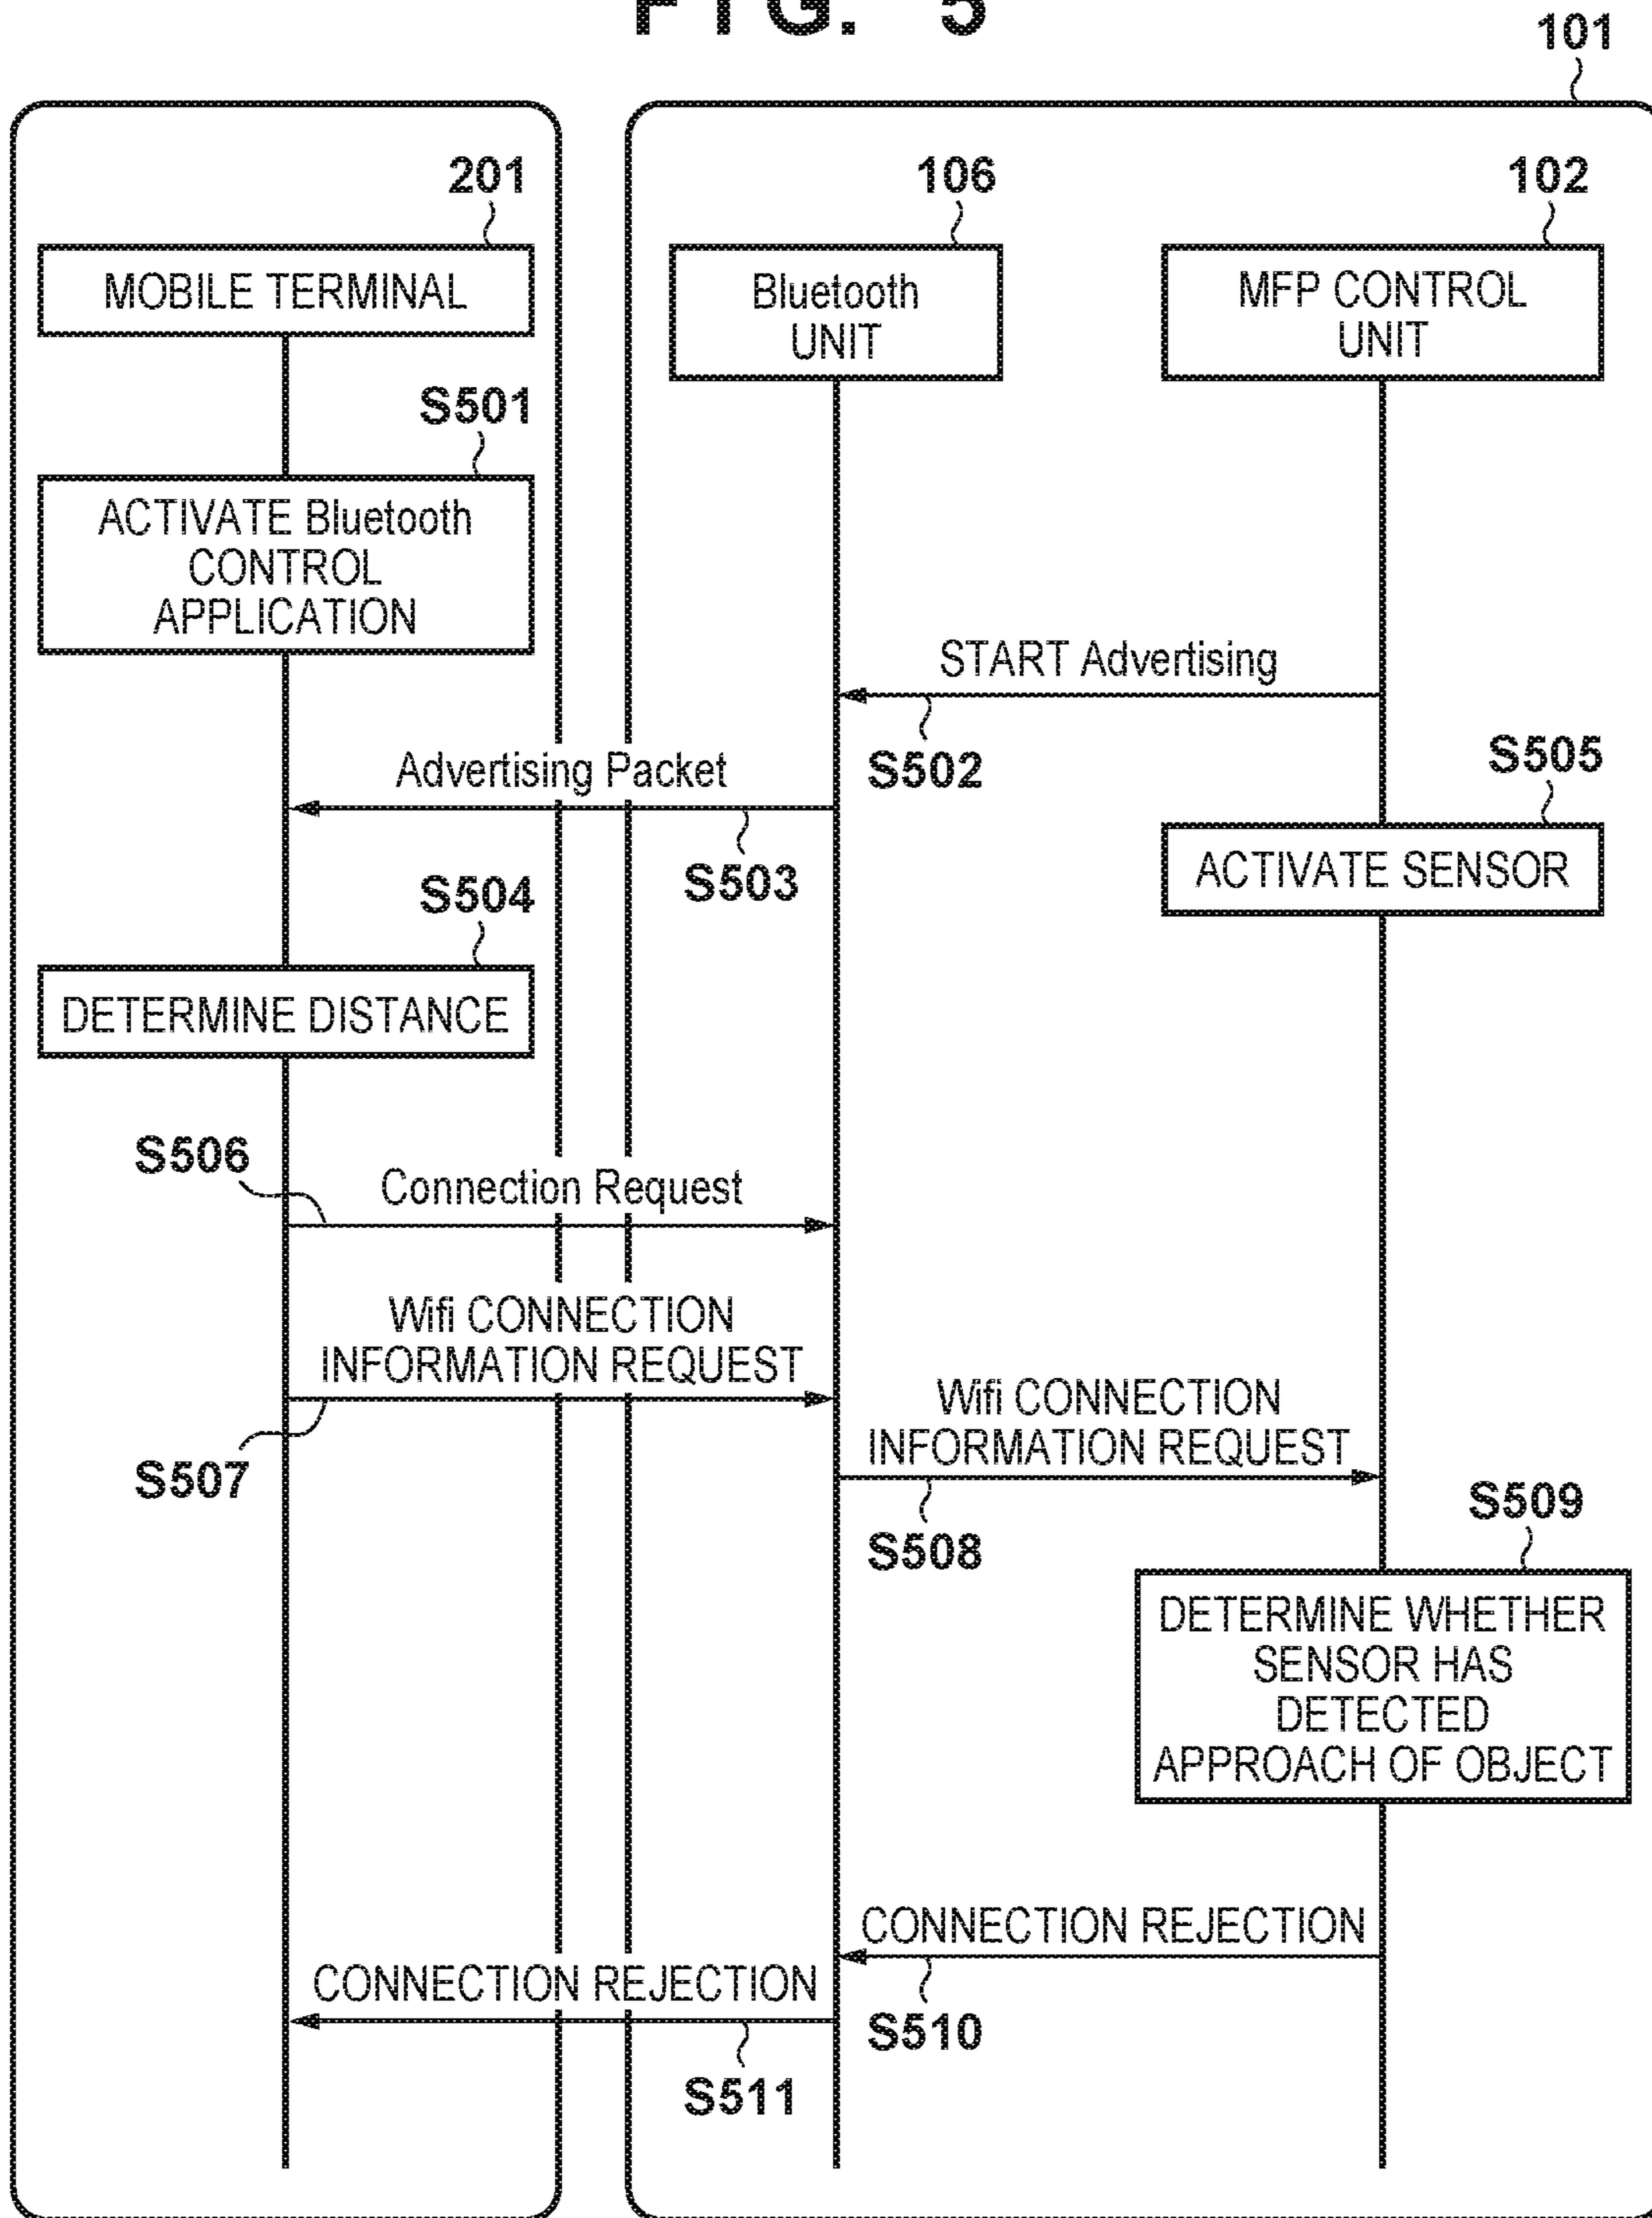 FIG. 5
101
201
106
102
MOBILE TERMINAL
Bluetooth
UNIT
MFP CONTROL
UNIT
S501
ACTIVATE Bluetooth
CONTROL
APPLICATION
START Advertising
S502
Advertising Packet
S503
S505
ACTIVATE SENSOR
S504
DETERMINE DISTANCE
S506
Connection Request
Wifi CONNECTION
INFORMATION REQUEST
S507
Wifi CONNECTION
INFORMATION REQUEST
S508
S509
DETERMINE WHETHER
SENSOR HAS
DETECTED
APPROACH OF OBJECT
CONNECTION REJECTION
S510
CONNECTION REJECTION
S511